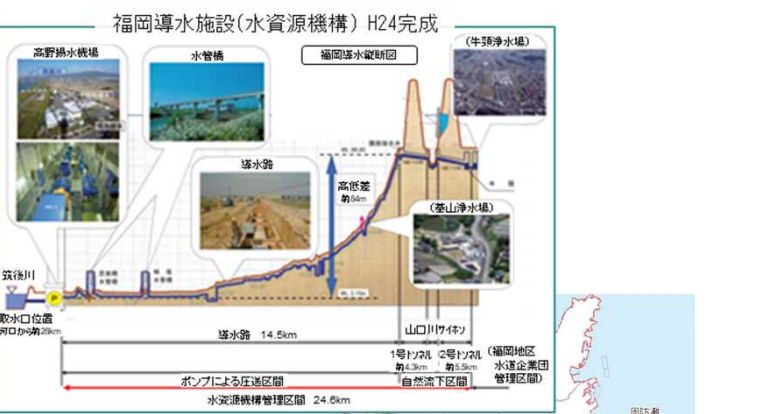 福岡導水施設(水資源機構) H24完成
高野揚水機場
水管橋
福岡導水縦断図
(牛頸浄水場)
導水路
高低差
約84m
(基山浄水場)
筑後川
P
取水口位置
河口から約26km
導水路 14.5km
山口川サイホン
1号トンネル
約4.3km
2号トンネル
約5.5km
(福岡地区
水道企業団
管理区間)
ポンプによる圧送区間
自然流下区間
水資源機構管理区間 24.6km
周防灘